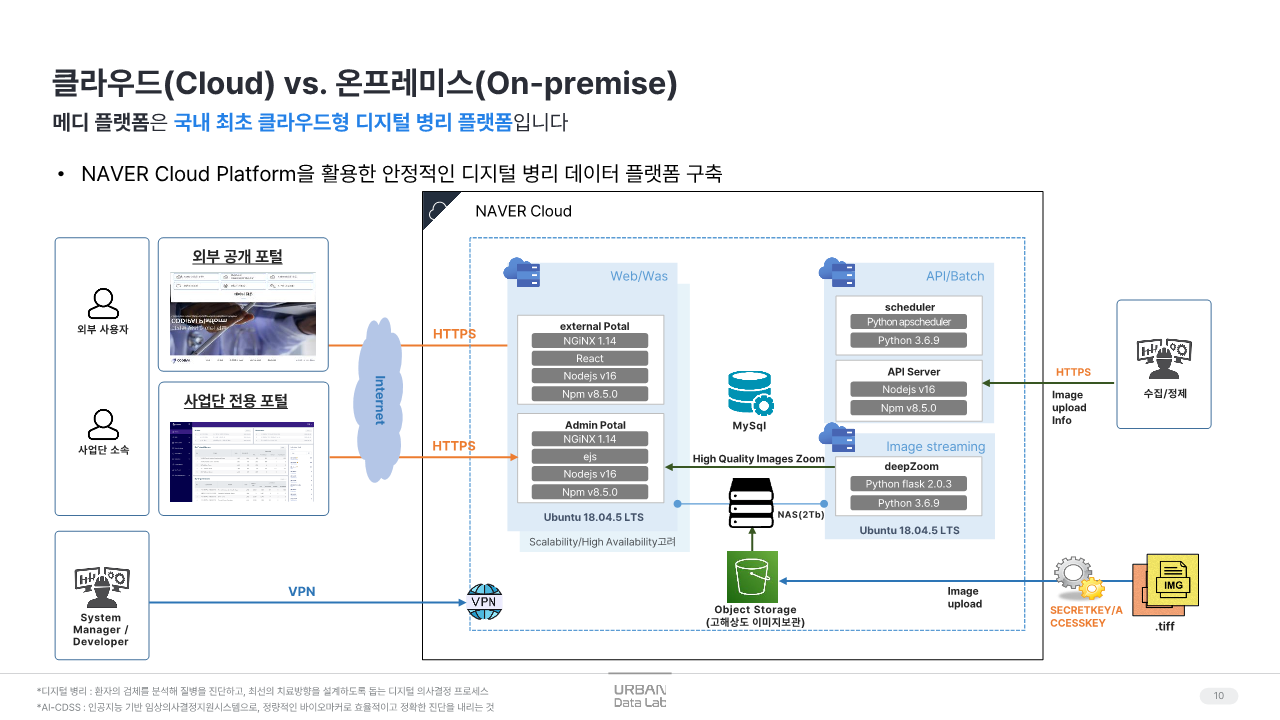 클라우드(Cloud) vs. 온프레미스(On-premise)
메디 플랫폼은 국내 최초 클라우드형 디지털 병리 플랫폼입니다
• NAVER Cloud Platform을 활용한 안정적인 디지털 병리 데이터 플랫폼 구축
NAVER Cloud
외부 사용자
사업단 소속
외부 공개 포털
사업단 전용 포털
Internet
HTTPS
HTTPS
Web/Was
external Potal
NGiNX 1.14
React
Nodejs v16
Npm v8.5.0
Admin Potal
NGiNX 1.14
ejs
Nodejs v16
Npm v8.5.0
Ubuntu 18.04.5 LTS
Scalability/High Availability고려
MySql
High Quality Images Zoom
NAS(2Tb)
Object Storage
(고해상도 이미지보관)
API/Batch
scheduler
Python apscheduler
Python 3.6.9
API Server
Nodejs v16
Npm v8.5.0
Image streaming
deepZoom
Python flask 2.0.3
Python 3.6.9
Ubuntu 18.04.5 LTS
HTTPS
Image
upload
Info
수집/정제
System
Manager /
Developer
VPN
VPN
Image
upload
SECRETKEY/A
CCESSKEY
IMG
.tiff
*디지털 병리 : 환자의 검체를 분석해 질병을 진단하고, 최선의 치료방향을 설계하도록 돕는 디지털 의사결정 프로세스
*AI-CDSS : 인공지능 기반 임상의사결정지원시스템으로, 정량적인 바이오마커로 효율적이고 정확한 진단을 내리는 것
URBAN
Data Lab
10